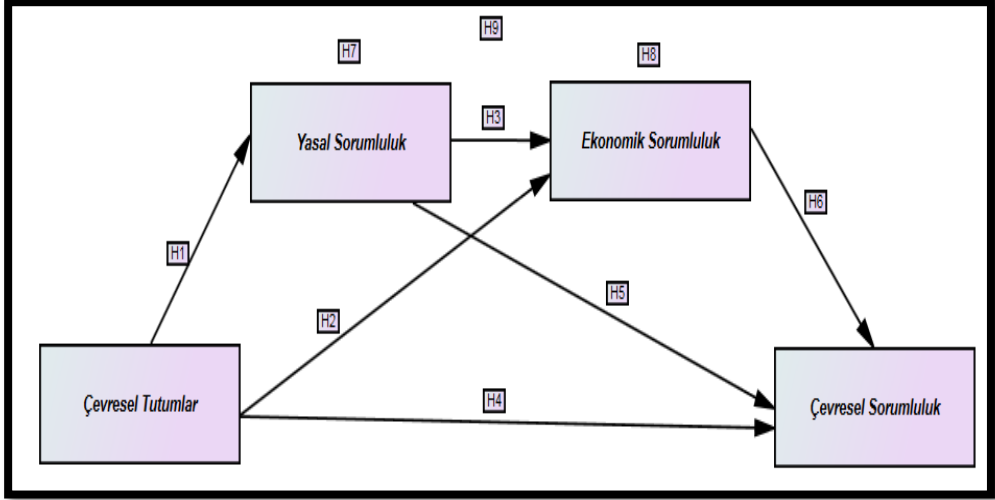 H9
H7
H8
Yasal Sorumluluk
H3
Ekonomik Sorumluluk
H1
H6
H2
H5
Çevresel Tutumlar
H4
Çevresel Sorumluluk